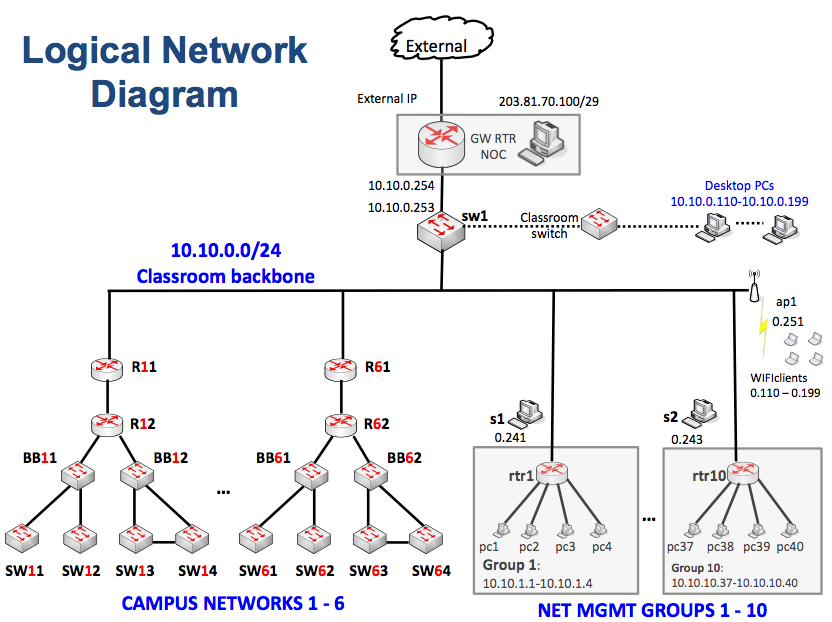 Logical Network
Diagram
External
External IP
203.81.70.100/29
GW RTR
NOC
10.10.0.254
10.10.0.253
sw1
Classroom
switch
Desktop PCs
10.10.0.110-10.10.0.199
10.10.0.0/24
Classroom backbone
ap1
0.251
WIFIclients
0.110 – 0.199
R11
R61
R12
R62
BB11
BB12
BB61
BB62
...
SW11
SW12
SW13
SW14
SW61
SW62
SW63
SW64
CAMPUS NETWORKS 1 - 6
s1
0.241
s2
0.243
rtr1
pc1
pc2
pc3
pc4
Group 1:
10.10.1.1-10.10.1.4
...
rtr10
pc37
pc38
pc39
pc40
Group 10:
10.10.10.37-10.10.10.40
NET MGMT GROUPS 1 - 10